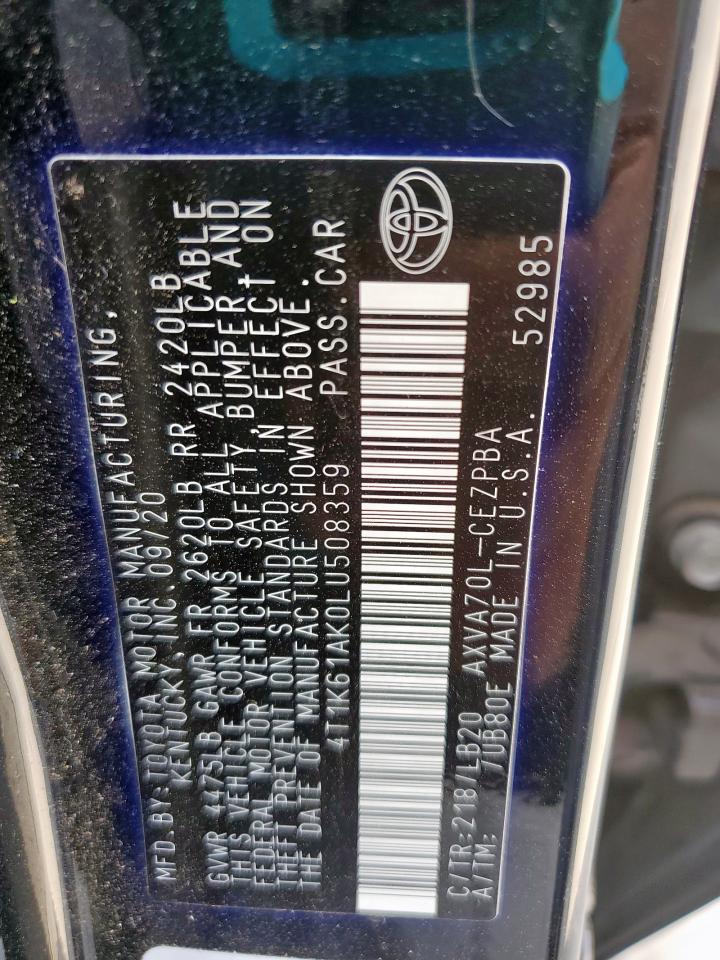 MFD.BY:TOYOTA MOTOR MANUFACTURING,
KENTUCKY, INC. 09/20
GVWR 4775LB GAWR FR 2620LB RR 2420LB
THIS VEHICLE CONFORMS TO ALL APPLICABLE
FEDERAL MOTOR VEHICLE SAFETY, BUMPER, AND
THEFT PREVENTION STANDARDS IN EFFECT ON
THE DATE OF MANUFACTURE SHOWN ABOVE.
4T1K61AK0LU508359 PASS.CAR
C/TR:218/LB20 AXVA70L-CEZPBA
A/TM: /UB80E MADE IN U.S.A. 52985